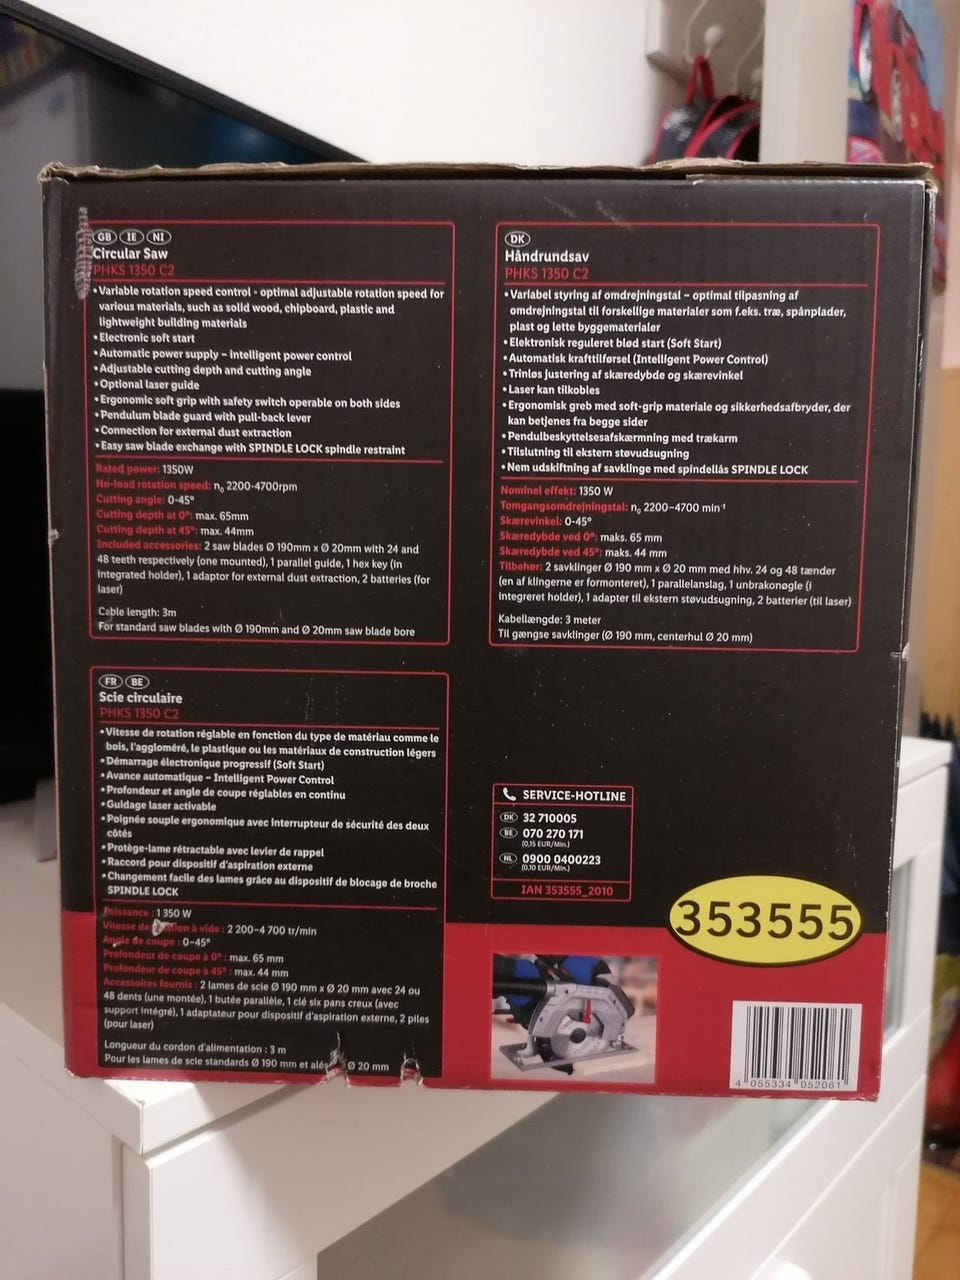 GB IE NI
Circular Saw
PHKS 1350 C2
• Variable rotation speed control - optimal adjustable rotation speed for
various materials, such as solid wood, chipboard, plastic and
lightweight building materials
• Electronic soft start
• Automatic power supply – intelligent power control
• Adjustable cutting depth and cutting angle
• Optional laser guide
• Ergonomic soft grip with safety switch operable on both sides
• Pendulum blade guard with pull-back lever
• Connection for external dust extraction
• Easy saw blade exchange with SPINDLE LOCK spindle restraint
Rated power: 1350W
No-load rotation speed: n₀ 2200-4700rpm
Cutting angle: 0-45°
Cutting depth at 0°: max. 65mm
Cutting depth at 45°: max. 44mm
Included accessories: 2 saw blades Ø 190mm x Ø 20mm with 24 and
48 teeth respectively (one mounted), 1 parallel guide, 1 hex key (in
integrated holder), 1 adaptor for external dust extraction, 2 batteries (for
laser)
Cable length: 3m
For standard saw blades with Ø 190mm and Ø 20mm saw blade bore
DK
Håndrundsav
PHKS 1350 C2
• Variabel styring af omdrejningstal – optimal tilpasning af
omdrejningstal til forskellige materialer som f.eks. træ, spånplader,
plast og lette byggematerialer
• Elektronisk reguleret blød start (Soft Start)
• Automatisk krafttilførsel (Intelligent Power Control)
• Trinløs justering af skæredybde og skærevinkel
• Laser kan tilkobles
• Ergonomisk greb med soft-grip materiale og sikkerhedsafbryder, der
kan betjenes fra begge sider
• Pendulbeskyttelsesafskærmning med trækarm
• Tilslutning til ekstern støvudsugning
• Nem udskiftning af savklinge med spindellås SPINDLE LOCK
Nominel effekt: 1350 W
Tomgangsomdrejningstal: n₀ 2200–4700 min⁻¹
Skærevinkel: 0-45°
Skæredybde ved 0°: maks. 65 mm
Skæredybde ved 45°: maks. 44 mm
Tilbehør: 2 savklinger Ø 190 mm x Ø 20 mm med hhv. 24 og 48 tænder
(en af klingerne er formonteret), 1 parallelanslag, 1 unbrakonøgle (i
integreret holder), 1 adapter til ekstern støvudsugning, 2 batterier (til laser)
Kabellængde: 3 meter
Til gængse savklinger (Ø 190 mm, centerhul Ø 20 mm)
FR BE
Scie circulaire
PHKS 1350 C2
• Vitesse de rotation réglable en fonction du type de matériau comme le
bois, l'aggloméré, le plastique ou les matériaux de construction légers
• Démarrage électronique progressif (Soft Start)
• Avance automatique – Intelligent Power Control
• Profondeur et angle de coupe réglables en continu
• Guidage laser activable
• Poignée souple ergonomique avec interrupteur de sécurité des deux
côtés
• Protège-lame rétractable avec levier de rappel
• Raccord pour dispositif d'aspiration externe
• Changement facile des lames grâce au dispositif de blocage de broche
SPINDLE LOCK
Puissance : 1 350 W
Vitesse de à vide : 2 200–4 700 tr/min
Angle de coupe : 0–45°
Profondeur de coupe à 0° : max. 65 mm
Profondeur de coupe à 45° : max. 44 mm
Accessoires fournis : 2 lames de scie Ø 190 mm x Ø 20 mm avec 24 ou
48 dents (une montée), 1 butée parallèle, 1 clé six pans creux (avec
support intégré), 1 adaptateur pour dispositif d'aspiration externe, 2 piles
(pour laser)
Longueur du cordon d'alimentation : 3 m
Pour les lames de scie standards Ø 190 mm et Ø 20 mm
SERVICE-HOTLINE
DK 32 710005
BE 070 270 171
(0,15 EUR/Min.)
NL 0900 0400223
(0,10 EUR/Min.)
IAN 353555_2010
353555
4 055334 052061